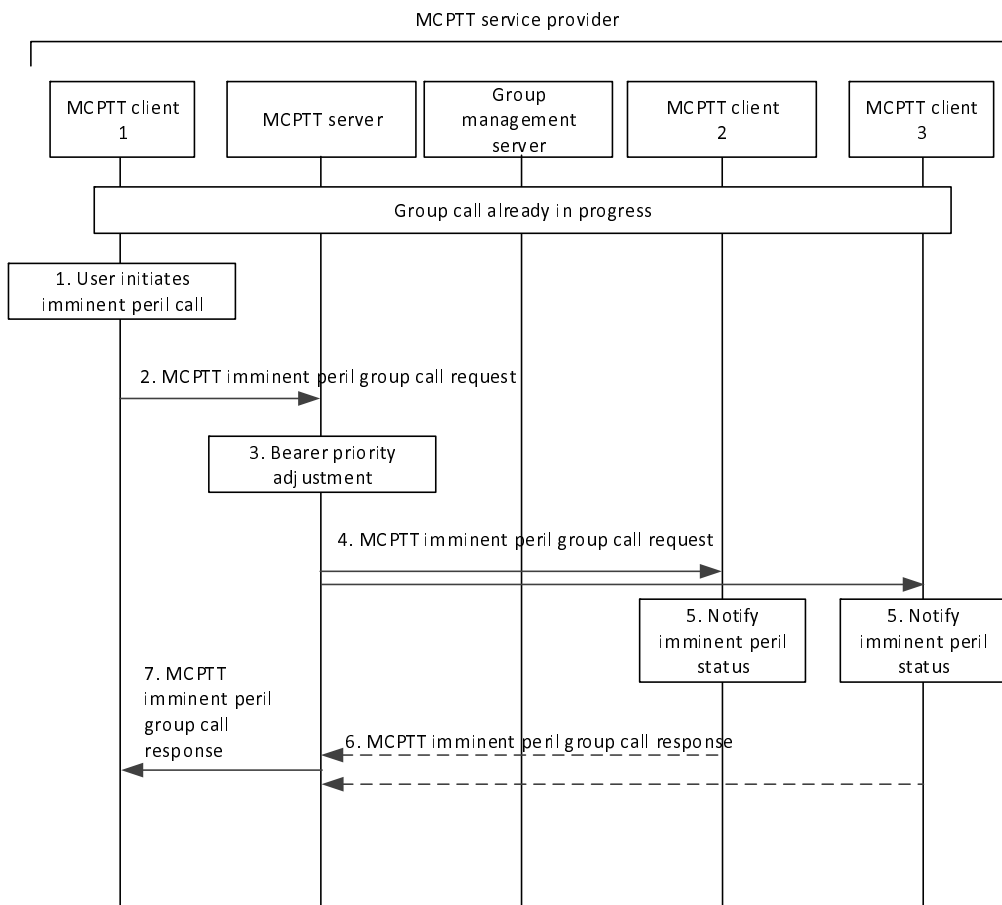 MCPTT service provider
MCPTT client
1
MCPTT server
Group
management
server
MCPTT client
2
MCPTT client
3
Group call already in progress
1. User initiates
imminent peril call
2. MCPTT imminent peril group call request
3. Bearer priority
adjustment
4. MCPTT imminent peril group call request
5. Notify
imminent peril
status
5. Notify
imminent peril
status
7. MCPTT
imminent peril
group call
response
6. MCPTT imminent peril group call response